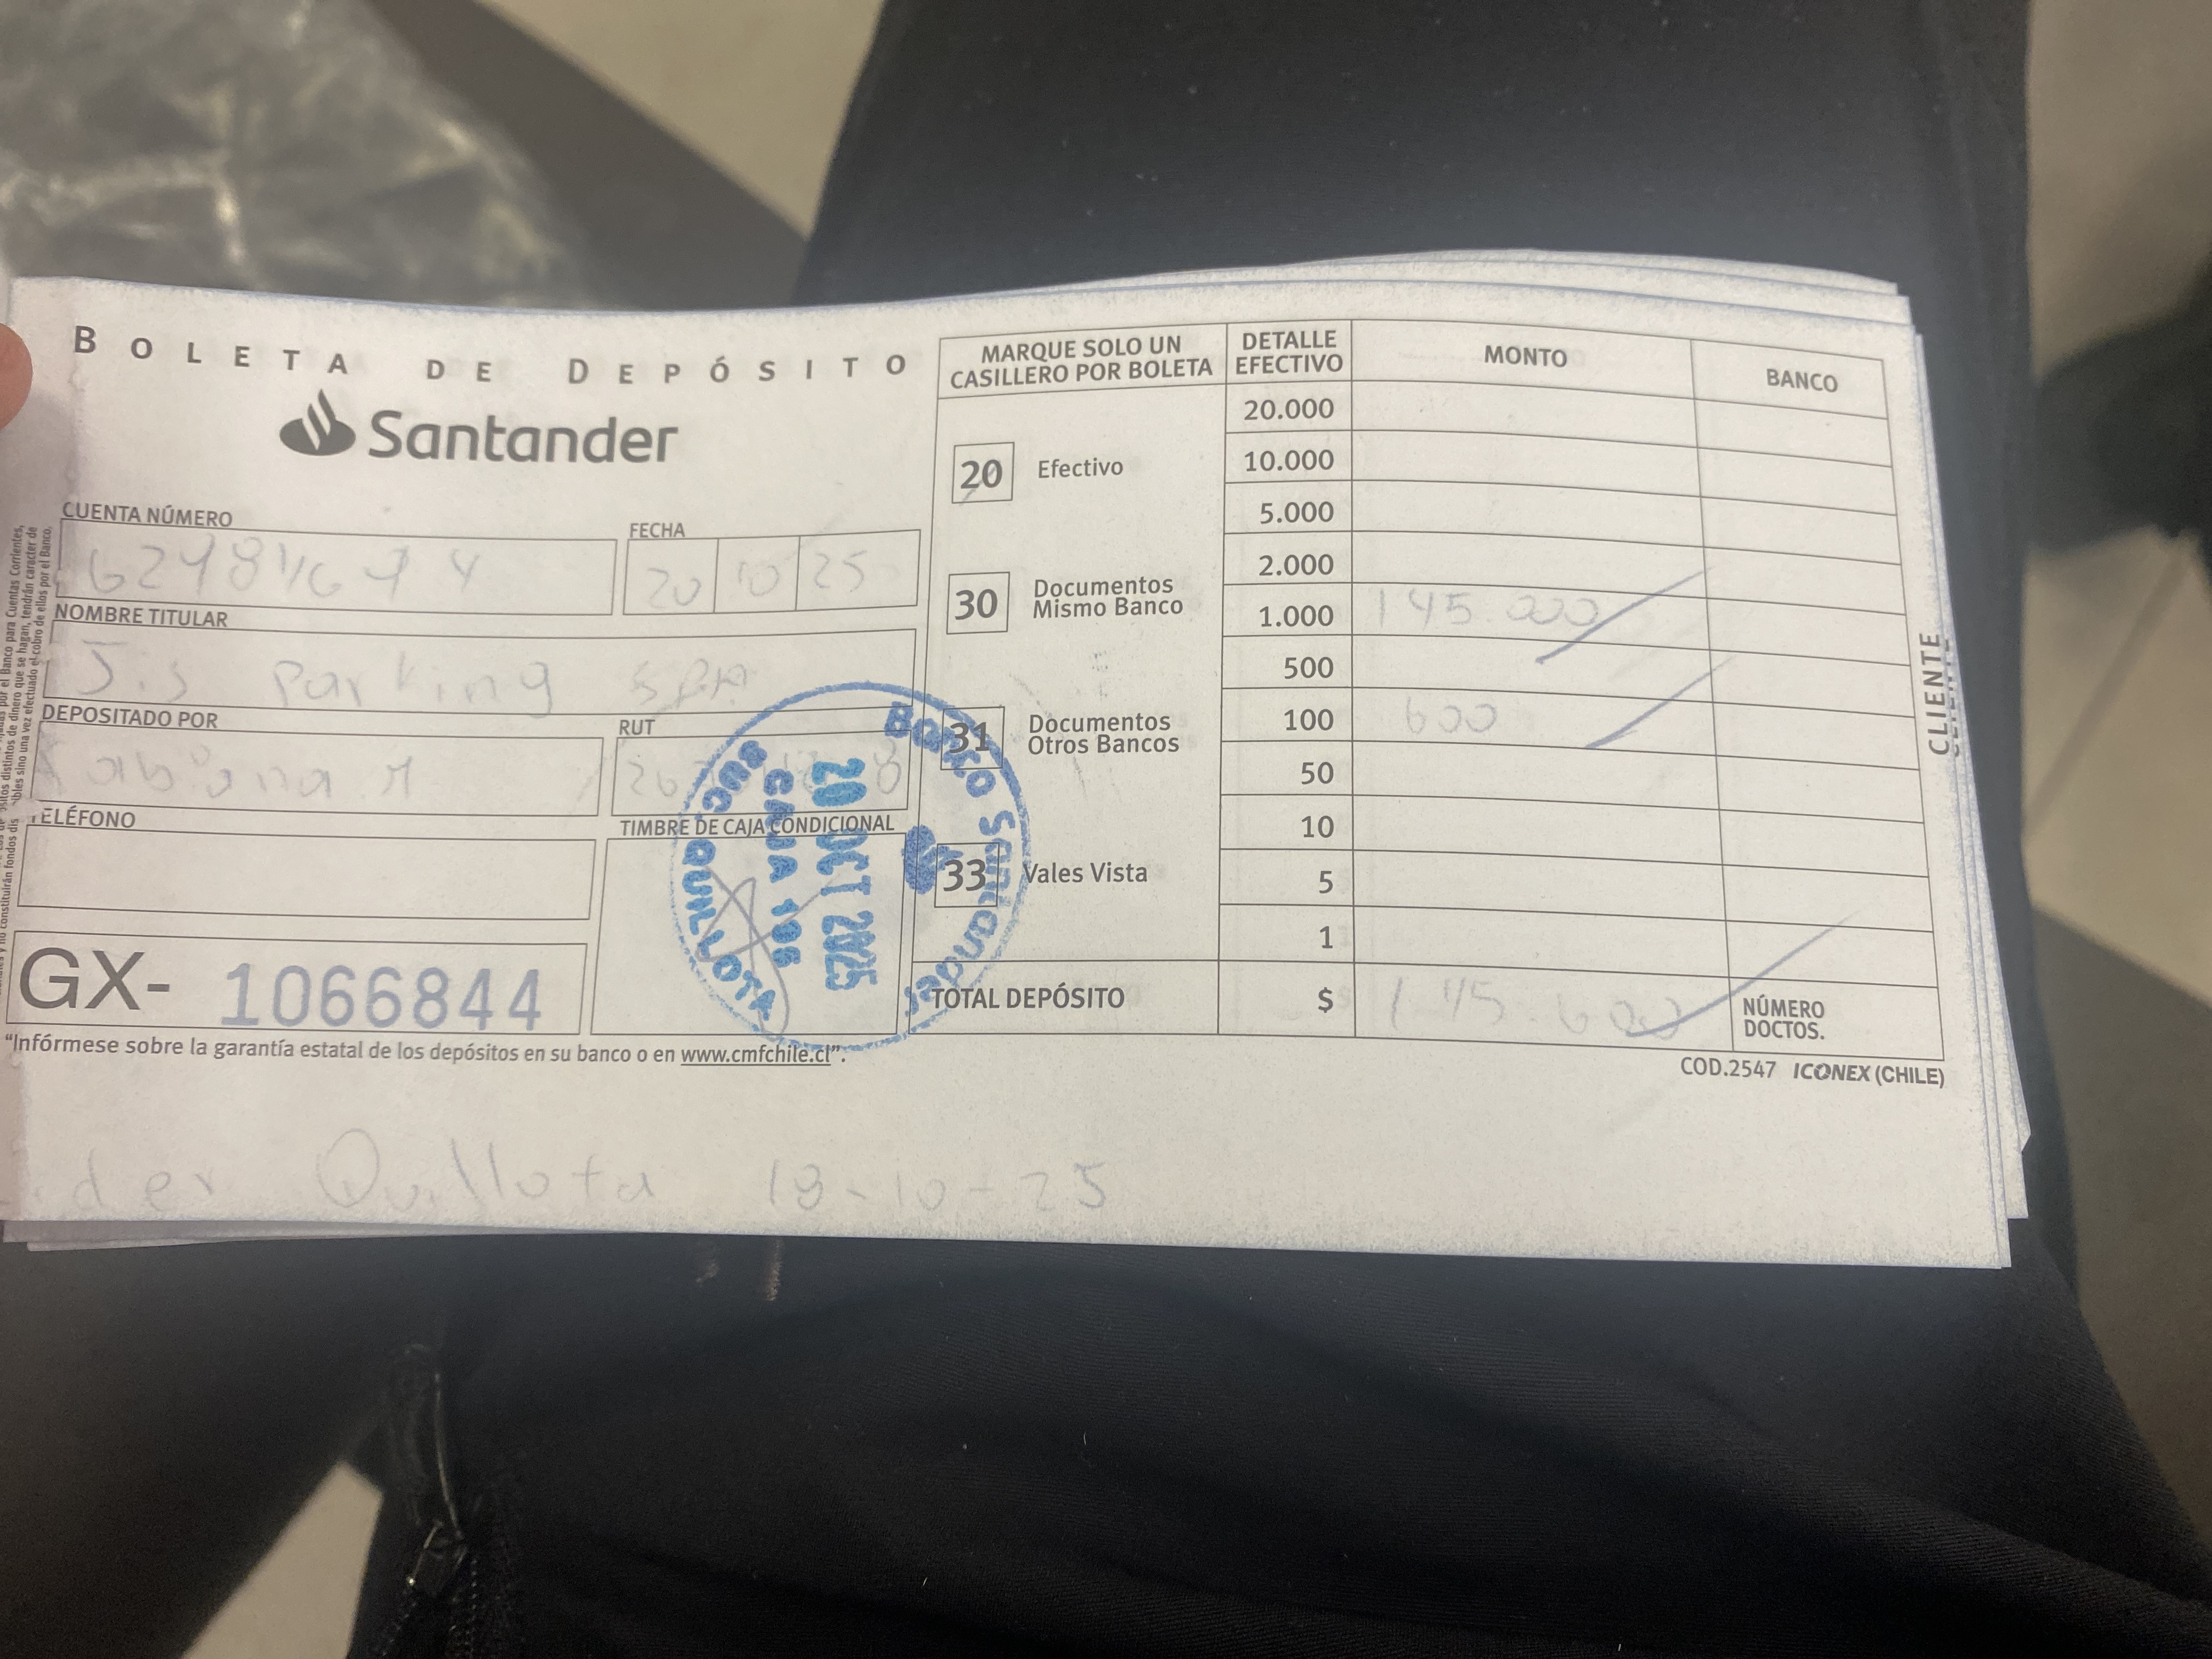 BOLETA DE DEPÓSITO
Santander
CUENTA NÚMERO
FECHA
20 10 25
NOMBRE TITULAR
J.S Parking SPA
DEPOSITADO POR
RUT
TELÉFONO
TIMBRE DE CAJA CONDICIONAL
BANCO Santander
20 OCT 2025
SUC. QUILLOTA
GX- 1066844
"Infórmese sobre la garantía estatal de los depósitos en su banco o en www.cmfchile.cl".
MARQUE SOLO UN
CASILLERO POR BOLETA
20 Efectivo
30 Documentos
Mismo Banco
31 Documentos
Otros Bancos
33 Vales Vista
DETALLE
EFECTIVO
MONTO
BANCO
20.000
10.000
5.000
2.000
1.000 145.000
500
100 600
50
10
5
1
TOTAL DEPÓSITO $ 145.600
NÚMERO
DOCTOS.
CLIENTE
COD.2547 ICONEX (CHILE)
Quillota 18-10-25